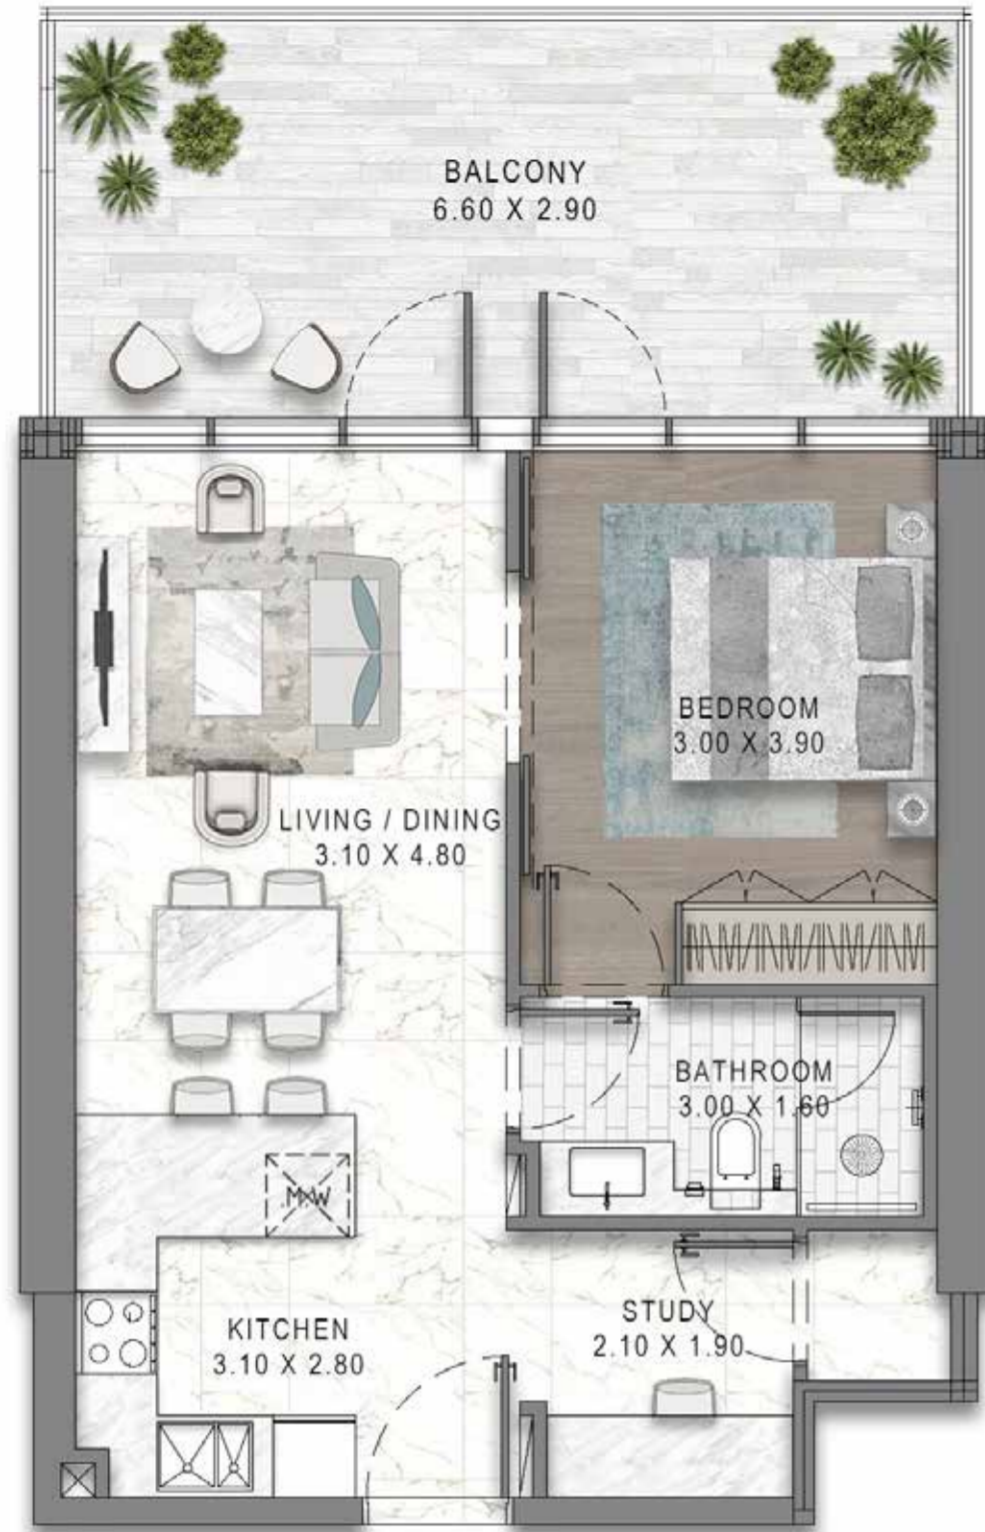 BALCONY
6.60 X 2.90
BEDROOM
3.00 X 3.90
LIVING / DINING
3.10 X 4.80
BATHROOM
3.00 X 1.60
M/W
STUDY
2.10 X 1.90
KITCHEN
3.10 X 2.80